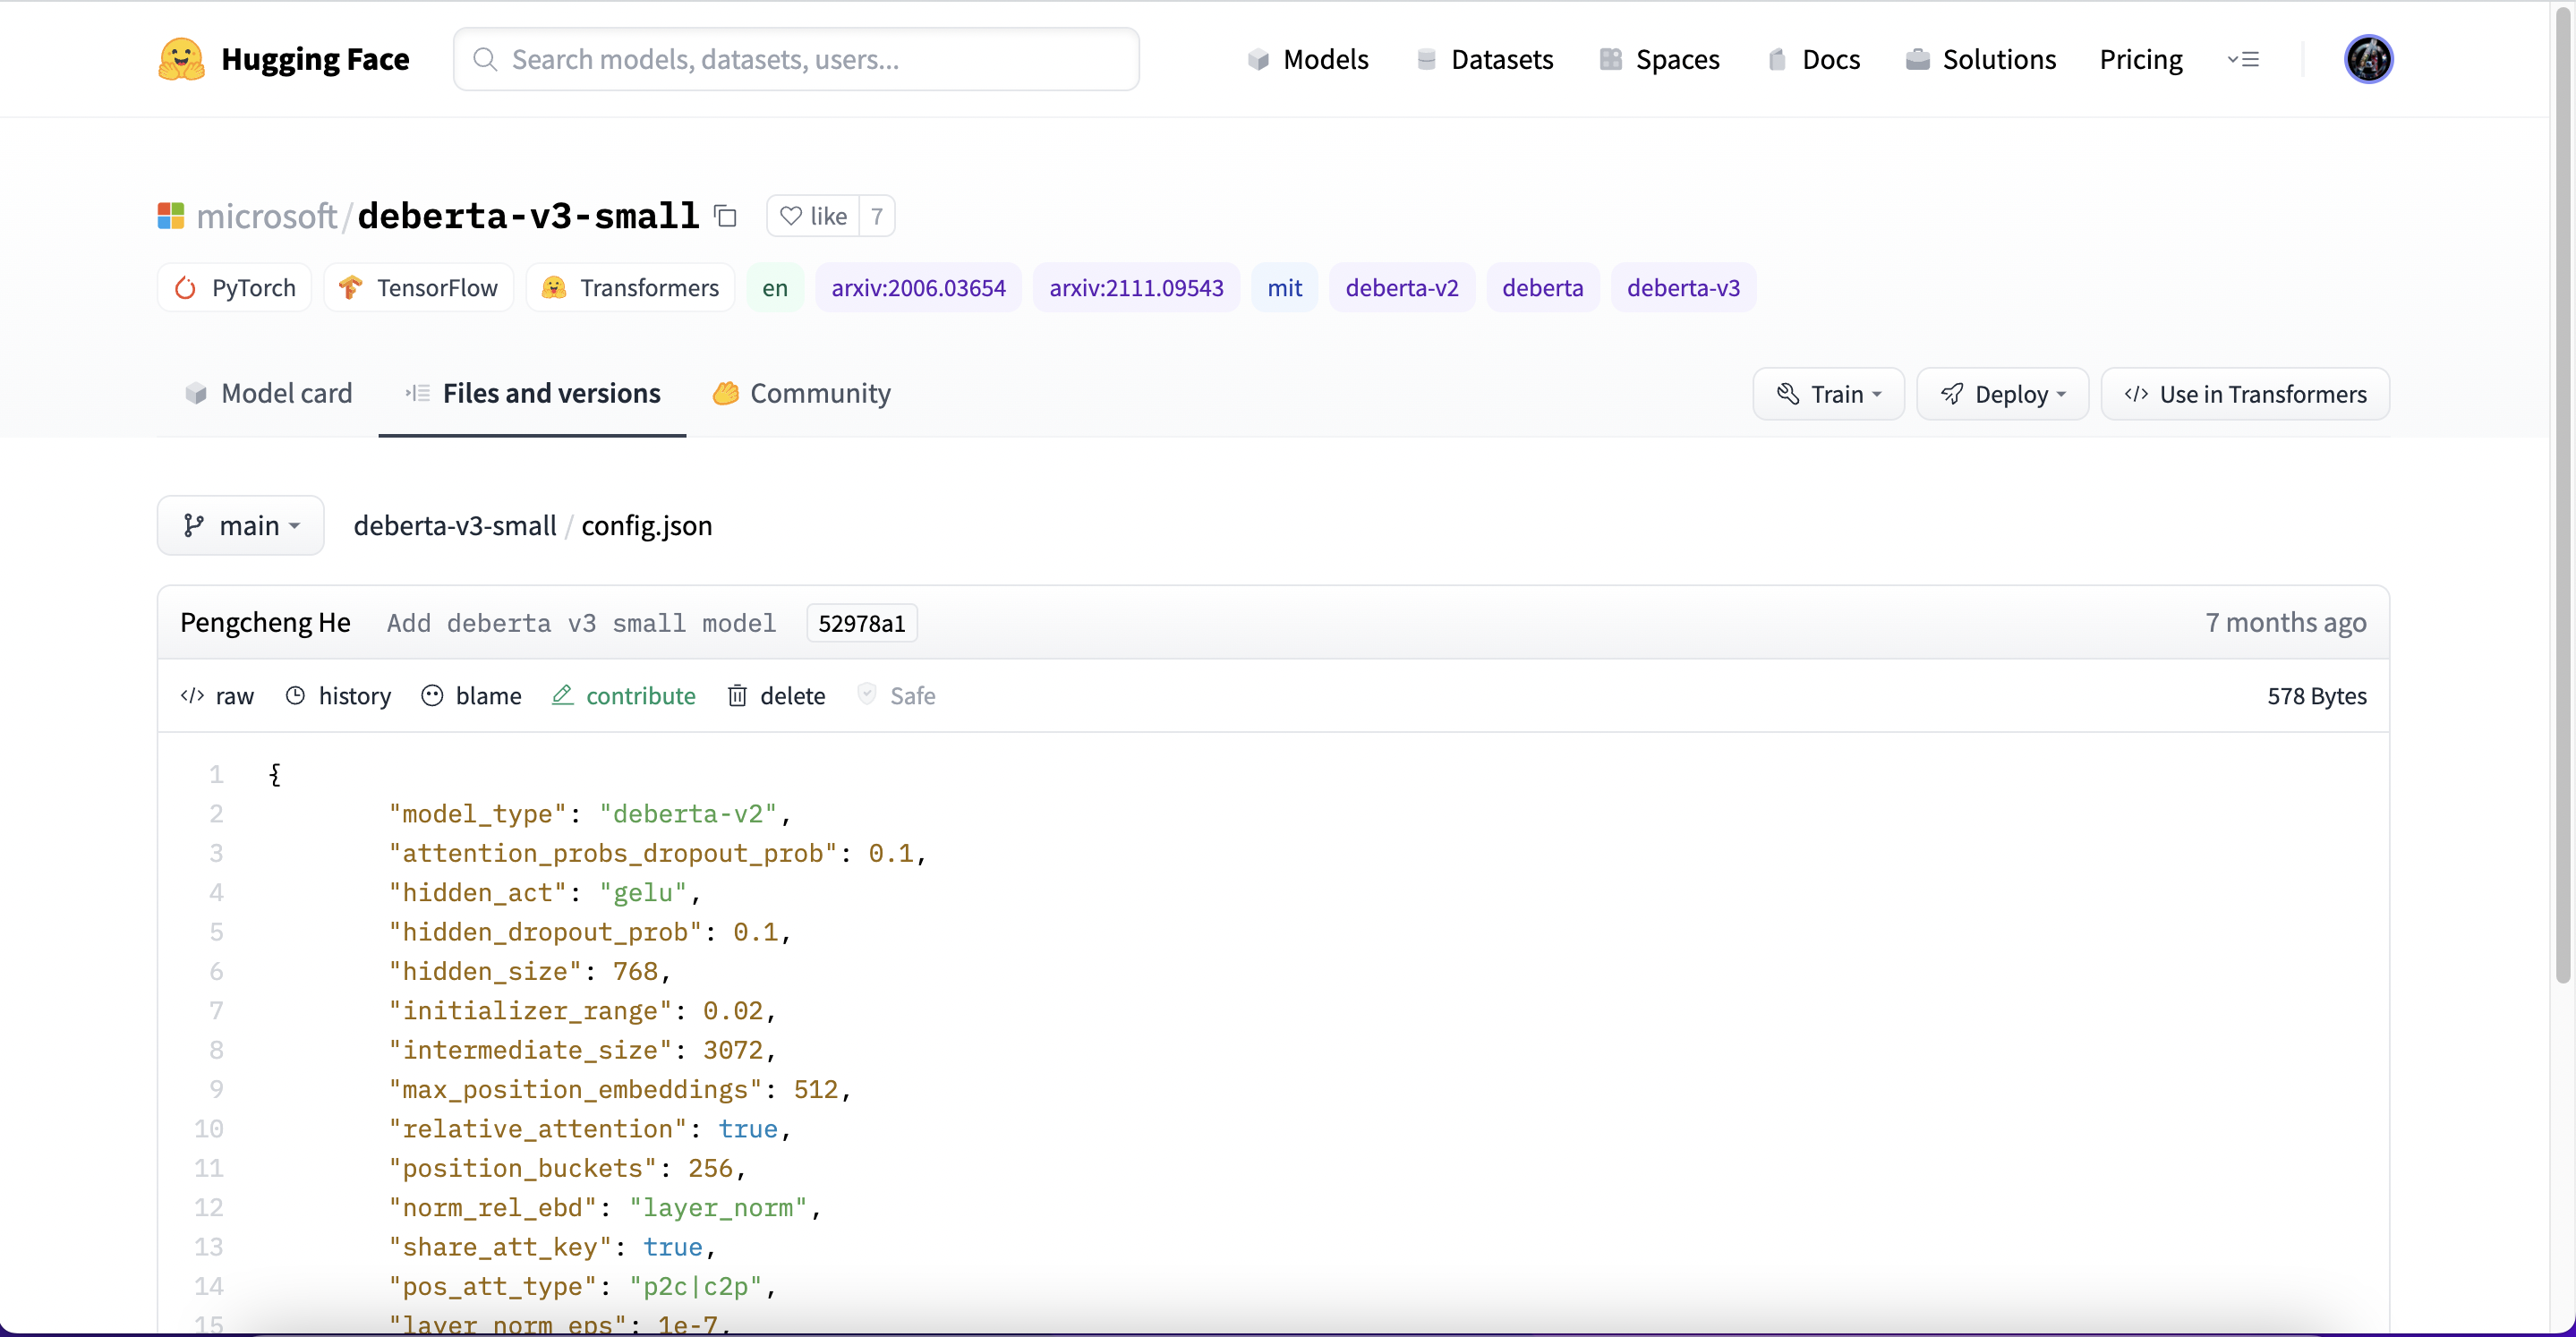 Hugging Face Search models, datasets, users... Models Datasets Spaces Docs Solutions Pricing
microsoft/deberta-v3-small like 7
PyTorch TensorFlow Transformers en arxiv:2006.03654 arxiv:2111.09543 mit deberta-v2 deberta deberta-v3
Model card Files and versions Community Train Deploy </> Use in Transformers
main deberta-v3-small / config.json
Pengcheng He Add deberta v3 small model 52978a1 7 months ago
</> raw history blame contribute delete Safe 578 Bytes
1 {
2 "model_type": "deberta-v2",
3 "attention_probs_dropout_prob": 0.1,
4 "hidden_act": "gelu",
5 "hidden_dropout_prob": 0.1,
6 "hidden_size": 768,
7 "initializer_range": 0.02,
8 "intermediate_size": 3072,
9 "max_position_embeddings": 512,
10 "relative_attention": true,
11 "position_buckets": 256,
12 "norm_rel_ebd": "layer_norm",
13 "share_att_key": true,
14 "pos_att_type": "p2c|c2p",
15 "layer_norm_eps": 1e-7,